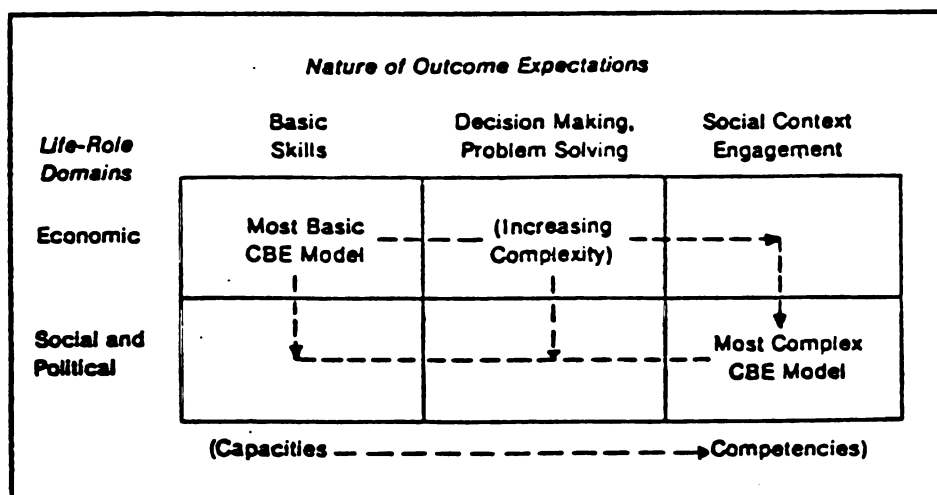 Nature of Outcome Expectations
Life-Role
Domains
Basic
Skills
Decision Making,
Problem Solving
Social Context
Engagement
Economic
Most Basic
CBE Model
(Increasing
Complexity)
Social and
Political
Most Complex
CBE Model
(Capacities
Competencies)